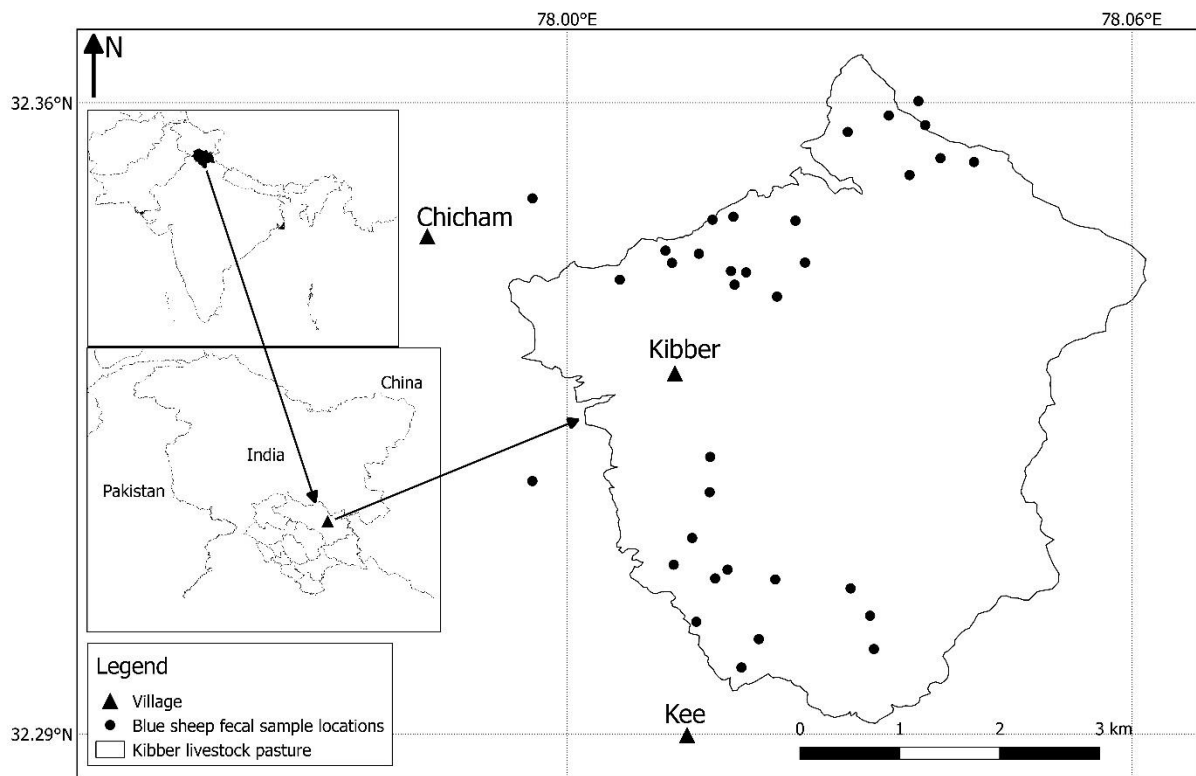 78.00°E
78.06°E
N
32.36°N
Chicham
Kibber
China
India
Pakistan
Legend
Village
Blue sheep fecal sample locations
Kibber livestock pasture
Kee
0 1 2 3 km
32.29°N